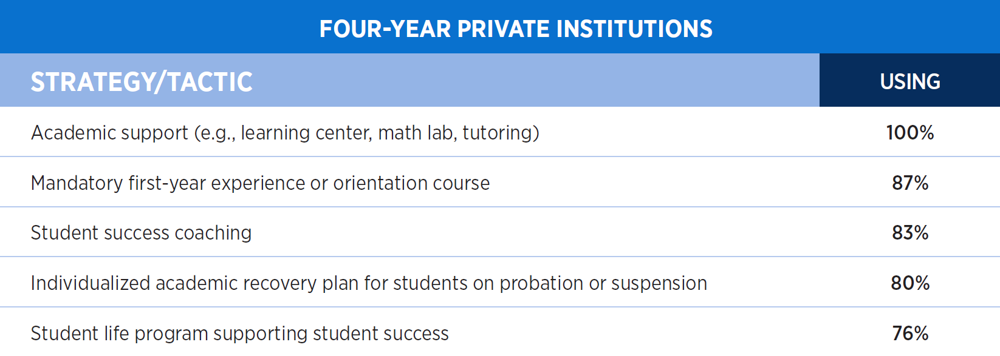 FOUR-YEAR PRIVATE INSTITUTIONS
STRATEGY/TACTIC USING
Academic support (e.g., learning center, math lab, tutoring) 100%
Mandatory first-year experience or orientation course 87%
Student success coaching 83%
Individualized academic recovery plan for students on probation or suspension 80%
Student life program supporting student success 76%